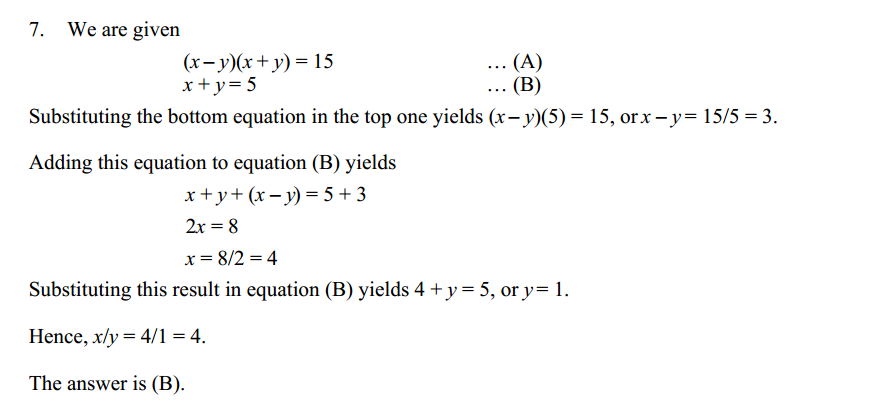 7. We are given
(x – y)(x + y) = 15 ... (A)
x + y = 5 ... (B)
Substituting the bottom equation in the top one yields (x – y)(5) = 15, or x – y = 15/5 = 3.
Adding this equation to equation (B) yields
x + y + (x – y) = 5 + 3
2x = 8
x = 8/2 = 4
Substituting this result in equation (B) yields 4 + y = 5, or y = 1.
Hence, x/y = 4/1 = 4.
The answer is (B).